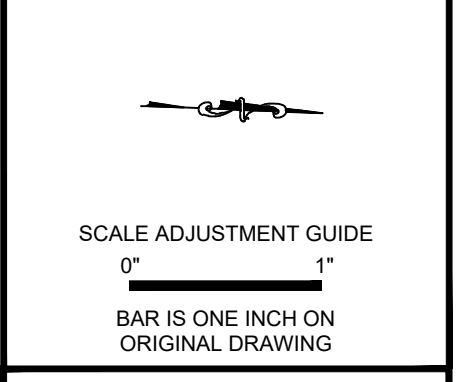 SCALE ADJUSTMENT GUIDE
0" 1"
BAR IS ONE INCH ON
ORIGINAL DRAWING